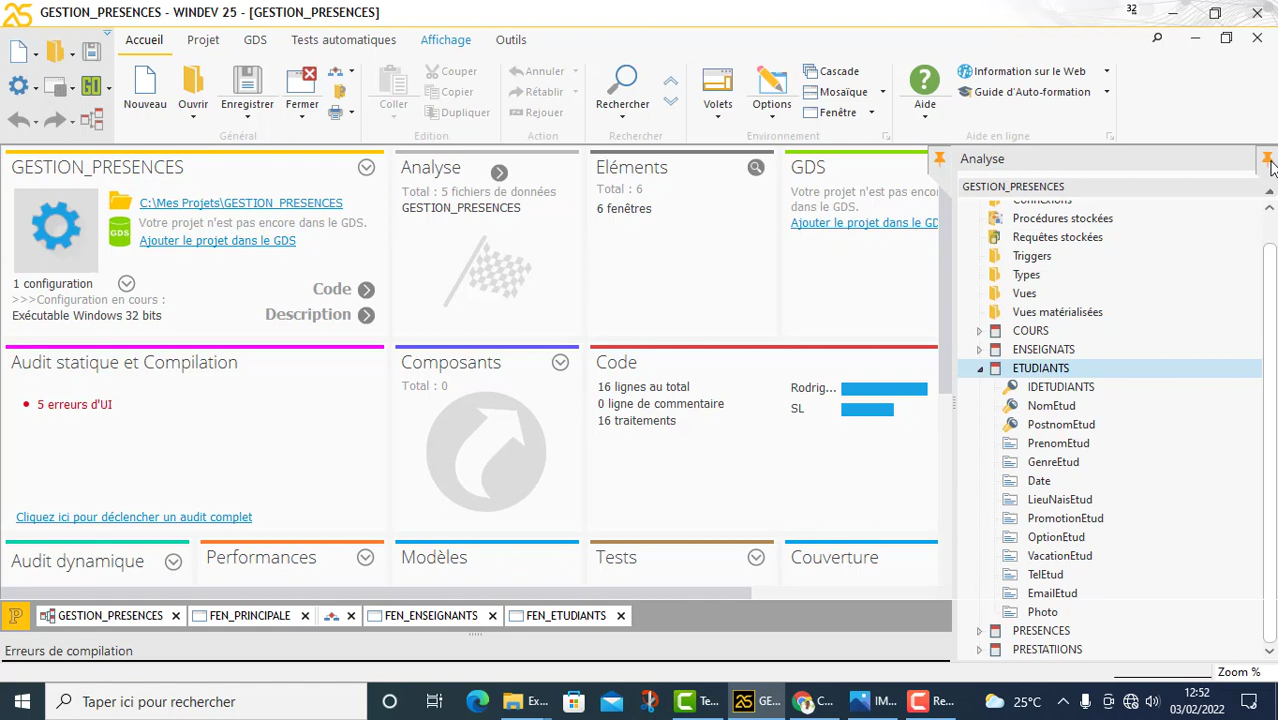 GESTION_PRESENCES - WINDEV 25 - [GESTION_PRESENCES]
32
Accueil Projet GDS Tests automatiques Affichage Outils
Nouveau Ouvrir Enregistrer Fermer
Général
Coller Couper
Copier
Dupliquer
Edition
Annuler
Rétablir
Rejouer
Action
Rechercher
Rechercher
Volets Options Cascade
Mosaïque
Fenêtre
Environnement
Aide Information sur le Web
Guide d'Auto-formation
Aide en ligne
GESTION_PRESENCES
C:\Mes Projets\GESTION_PRESENCES
GDS
Votre projet n'est pas encore dans le GDS.
Ajouter le projet dans le GDS
1 configuration
>>>Configuration en cours :
Exécutable Windows 32 bits
Code
Description
Analyse
Total : 5 fichiers de données
GESTION_PRESENCES
Eléments
Total : 6
6 fenêtres
GDS
Votre projet n'est pas encore
Ajouter le projet dans le GD
Audit statique et Compilation
5 erreurs d'UI
Cliquez ici pour déclencher un audit complet
Composants
Total : 0
Code
16 lignes au total
0 ligne de commentaire
16 traitements
Rodrig...
SL
Audit dynamique
Performances
Modèles
Tests
Couverture
GESTION_PRESENCES FEN_PRINCIPALE FEN_ENSEIGNANTS FEN_ETUDIANTS
Erreurs de compilation
Analyse
GESTION_PRESENCES
Connexions
Procédures stockées
Requêtes stockées
Triggers
Types
Vues
Vues matérialisées
COURS
ENSEIGNATS
ETUDIANTS
IDETUDIANTS
NomEtud
PostnomEtud
PrenomEtud
GenreEtud
Date
LieuNaisEtud
PromotionEtud
OptionEtud
VacationEtud
TelEtud
EmailEtud
Photo
PRESENCES
PRESTATIIONS
Zoom %
Taper ici pour rechercher
Ex... Te... GE... C... IM... Re...
25°C
12:52
03/02/2022